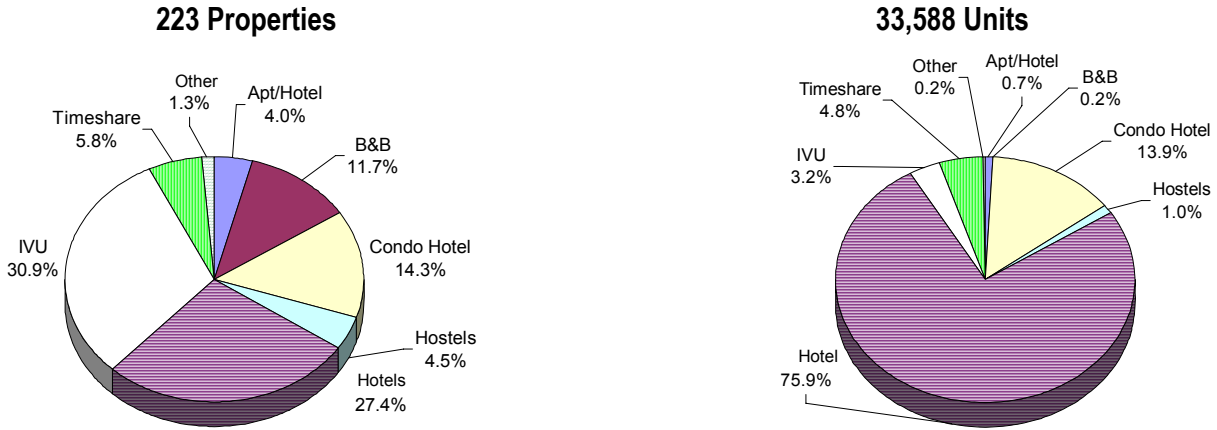 223 Properties
Other
1.3%
Apt/Hotel
4.0%
Timeshare
5.8%
B&B
11.7%
IVU
30.9%
Condo Hotel
14.3%
Hostels
4.5%
Hotels
27.4%
33,588 Units
Other
0.2%
Apt/Hotel
0.7%
B&B
0.2%
Timeshare
4.8%
Condo Hotel
13.9%
IVU
3.2%
Hostels
1.0%
Hotel
75.9%